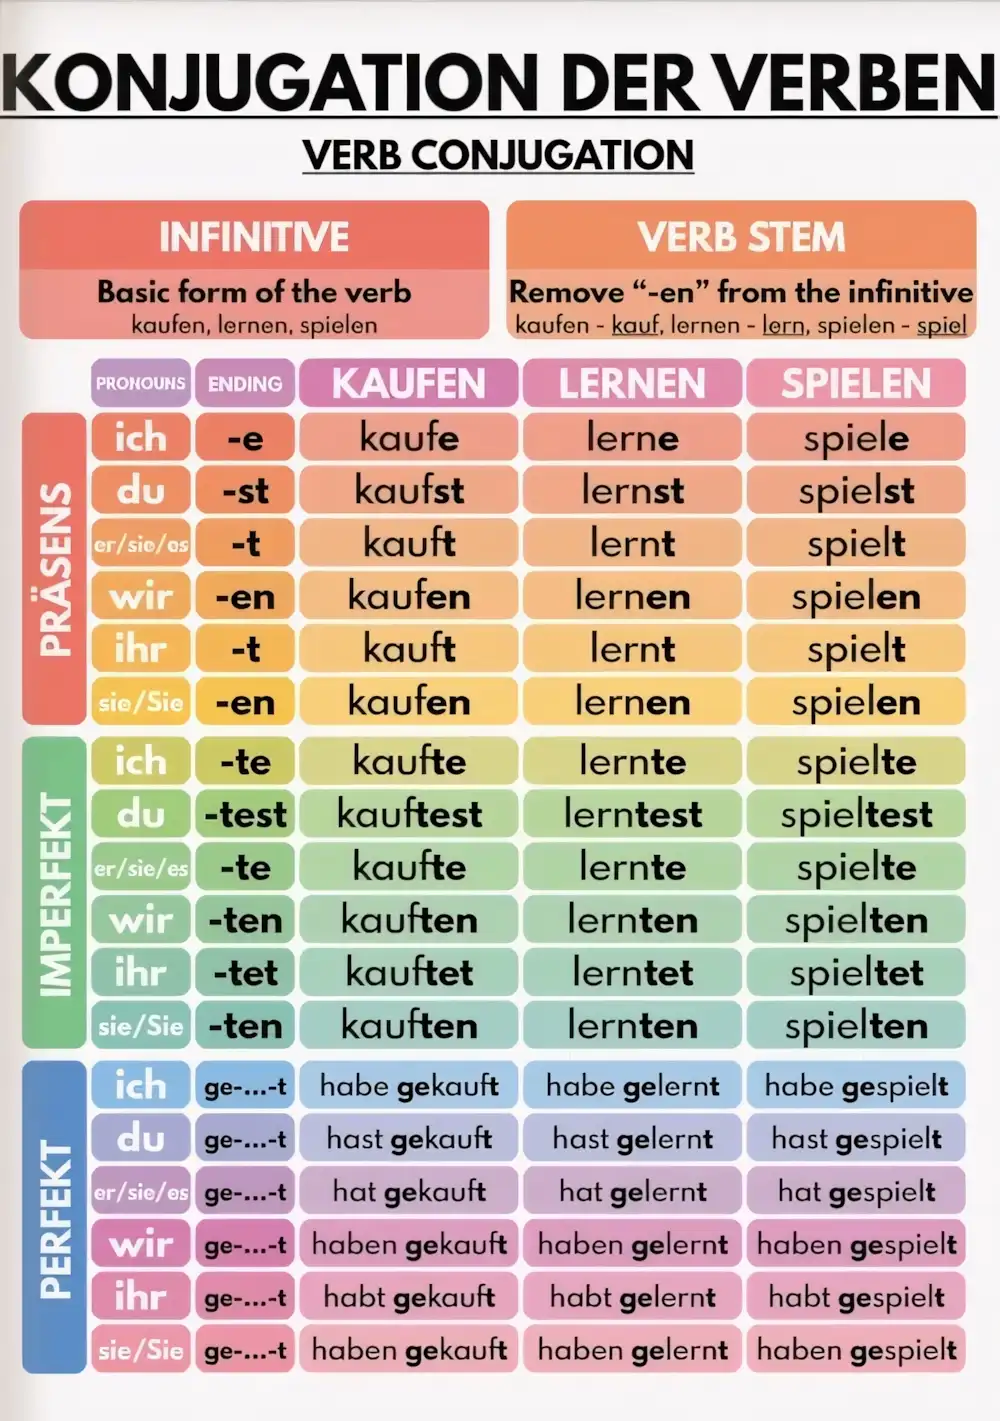 KONJUGATION DER VERBEN
VERB CONJUGATION
INFINITIVE
Basic form of the verb
kaufen, lernen, spielen
VERB STEM
Remove “-en” from the infinitive
kaufen - kauf, lernen - lern, spielen - spiel
PRONOUNS ENDING KAUFEN LERNEN SPIELEN
PRÄSENS
ich -e kaufe lerne spiele
du -st kaufst lernst spielst
er/sie/es -t kauft lernt spielt
wir -en kaufen lernen spielen
ihr -t kauft lernt spielt
sie/Sie -en kaufen lernen spielen
IMPERFEKT
ich -te kaufte lernte spielte
du -test kauftest lerntest spieltest
er/sie/es -te kaufte lernte spielte
wir -ten kauften lernten spielten
ihr -tet kauftet lerntet spieltet
sie/Sie -ten kauften lernten spielten
PERFEKT
ich ge-...-t habe gekauft habe gelernt habe gespielt
du ge-...-t hast gekauft hast gelernt hast gespielt
er/sie/es ge-...-t hat gekauft hat gelernt hat gespielt
wir ge-...-t haben gekauft haben gelernt haben gespielt
ihr ge-...-t habt gekauft habt gelernt habt gespielt
sie/Sie ge-...-t haben gekauft haben gelernt haben gespielt